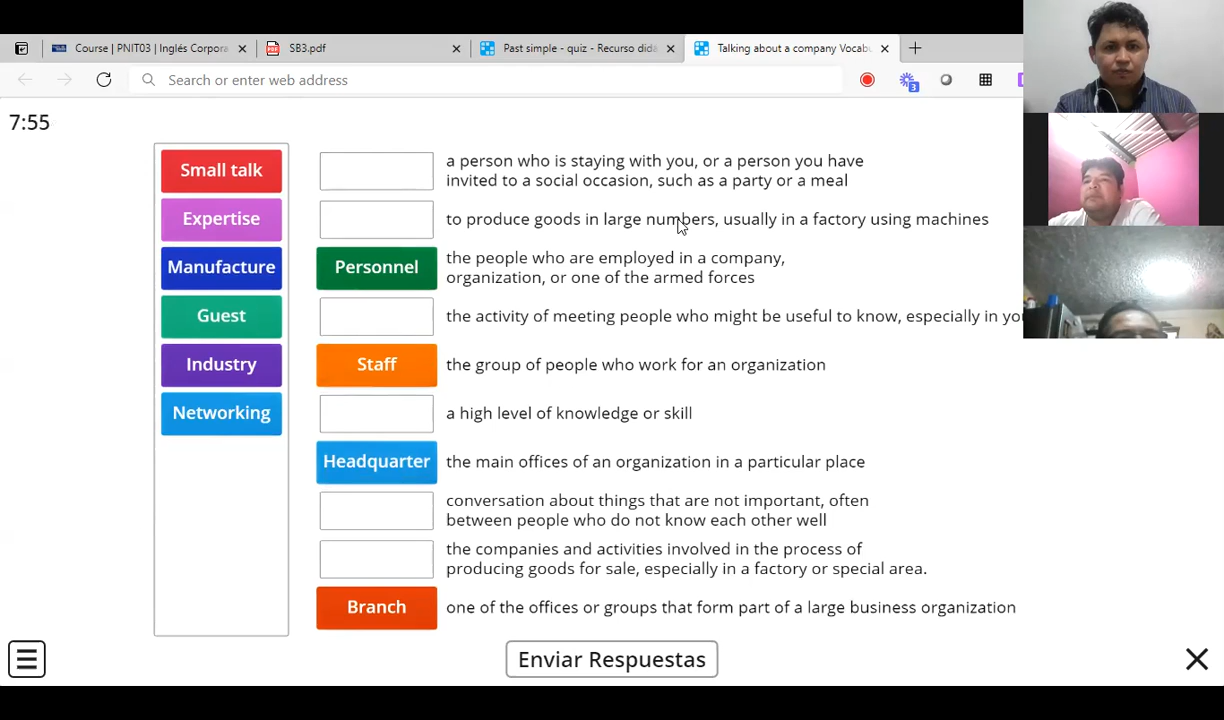 Course | PNIT03 | Inglés Corpora
SB3.pdf
Past simple - quiz - Recurso dida
Talking about a company Vocabu
Search or enter web address
3
7:55
Small talk
a person who is staying with you, or a person you have
invited to a social occasion, such as a party or a meal
Expertise
to produce goods in large numbers, usually in a factory using machines
Manufacture
Personnel
the people who are employed in a company,
organization, or one of the armed forces
Guest
the activity of meeting people who might be useful to know, especially in you
Industry
Staff
the group of people who work for an organization
Networking
a high level of knowledge or skill
Headquarter
the main offices of an organization in a particular place
conversation about things that are not important, often
between people who do not know each other well
the companies and activities involved in the process of
producing goods for sale, especially in a factory or special area.
Branch
one of the offices or groups that form part of a large business organization
Enviar Respuestas